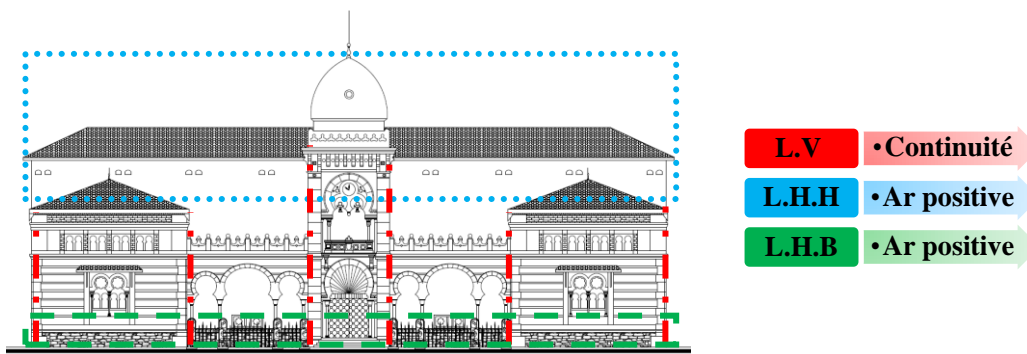 L.V •Continuité
L.H.H •Ar positive
L.H.B •Ar positive